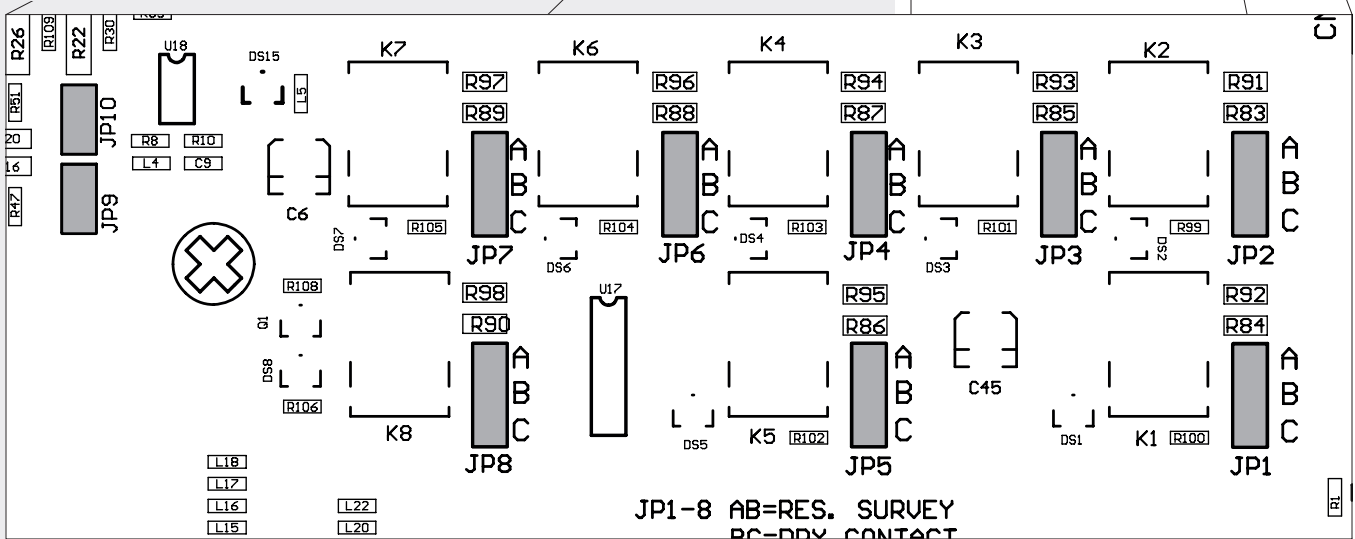 R26
R109
R22
R30
U18
DS15
K7
K6
K4
K3
K2
L5
R97
R96
R94
R93
R91
R51
JP10
R89
R88
R87
R85
R83
20
R8
R10
A
A
A
A
A
16
L4
C9
B
B
B
B
B
R47
JP9
C6
C
C
C
C
C
DS7
R105
DS6
R104
DS4
R103
DS3
R101
DS2
R99
JP7
JP6
JP4
JP3
JP2
R108
R98
U17
R95
R92
Q1
R90
R86
R84
DS8
A
A
A
R106
B
B
C45
B
K8
C
DS5
K5
R102
C
DS1
K1
R100
C
JP8
JP5
JP1
L18
L17
L16
L22
L15
L20
R1
JP1-8 AB=RES. SURVEY
BC=DRY CONTACT